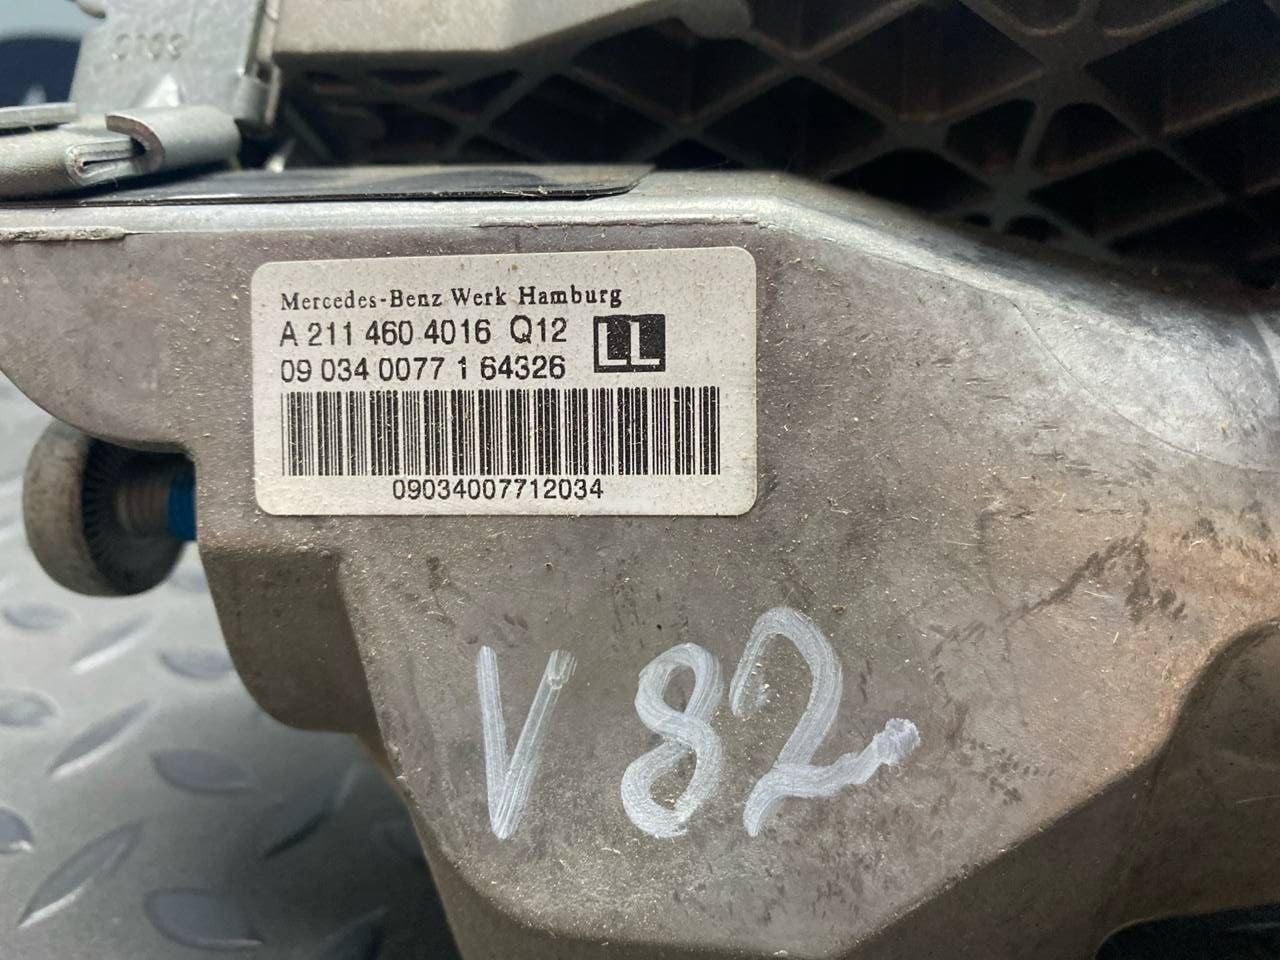 Mercedes-Benz Werk Hamburg
A 211 460 4016 Q12 LL
09 034 0077 1 64326
09034007712034
V 82